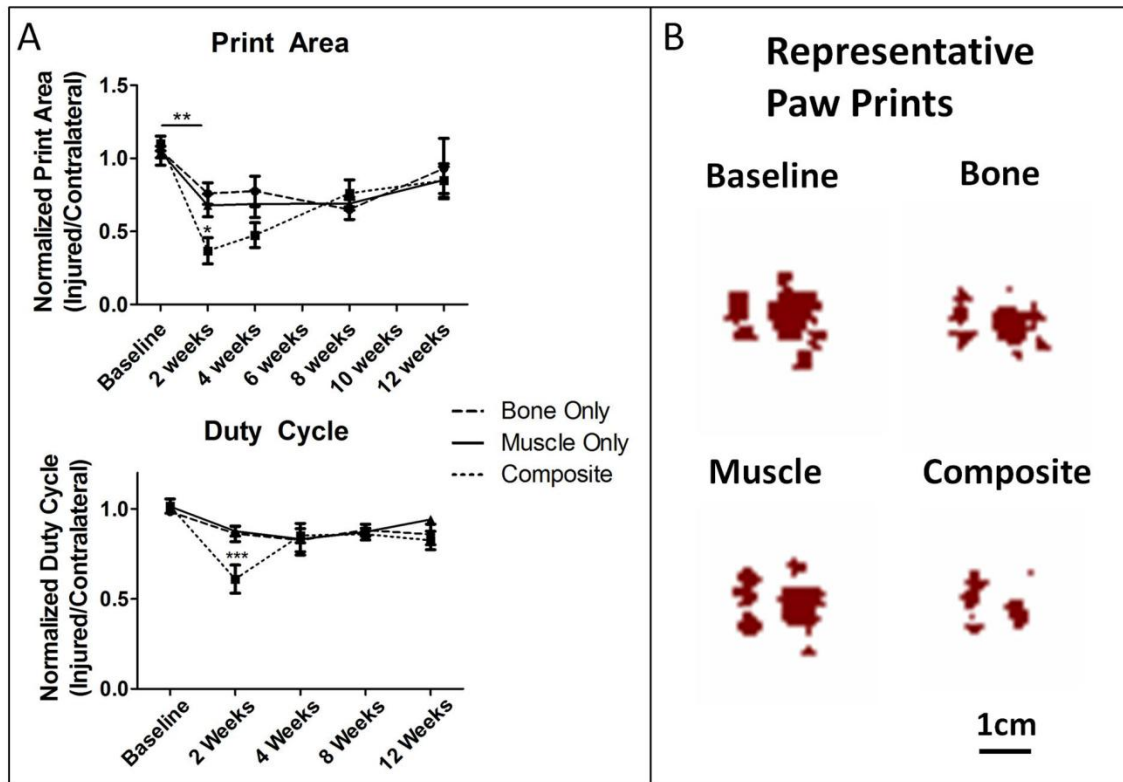 A
Print Area
Normalized Print Area
(Injured/Contralateral)
1.5
1.0
0.5
0.0
**
*
Baseline
2 weeks
4 weeks
6 weeks
8 weeks
10 weeks
12 weeks
Bone Only
Muscle Only
Composite
Duty Cycle
Normalized Duty Cycle
(Injured/Contralateral)
1.0
0.5
0.0
***
Baseline
2 Weeks
4 Weeks
8 Weeks
12 Weeks
B
Representative
Paw Prints
Baseline
Bone
Muscle
Composite
1cm